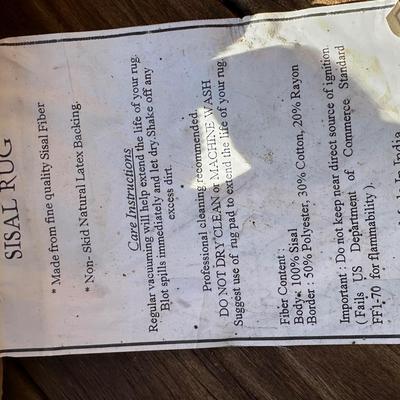 SISAL RUG
* Made from fine quality Sisal Fiber
* Non- Skid Natural Latex Backing.
Care Instructions
Regular vacuuming will help extend the life of your rug.
Blot spills immediately and let dry. Shake off any
excess dirt.
Professional cleaning recommended.
DO NOT DRY CLEAN or MACHINE WASH
Suggest use of rug pad to extend the life of your rug
Fiber Content :
Body : 100% Sisal
Border : 50% Polyester, 30% Cotton, 20% Rayon
Important : Do not keep near direct source of ignition.
( Fails US Department of Commerce Standard
FF1-70 for flammability ).
Made In India